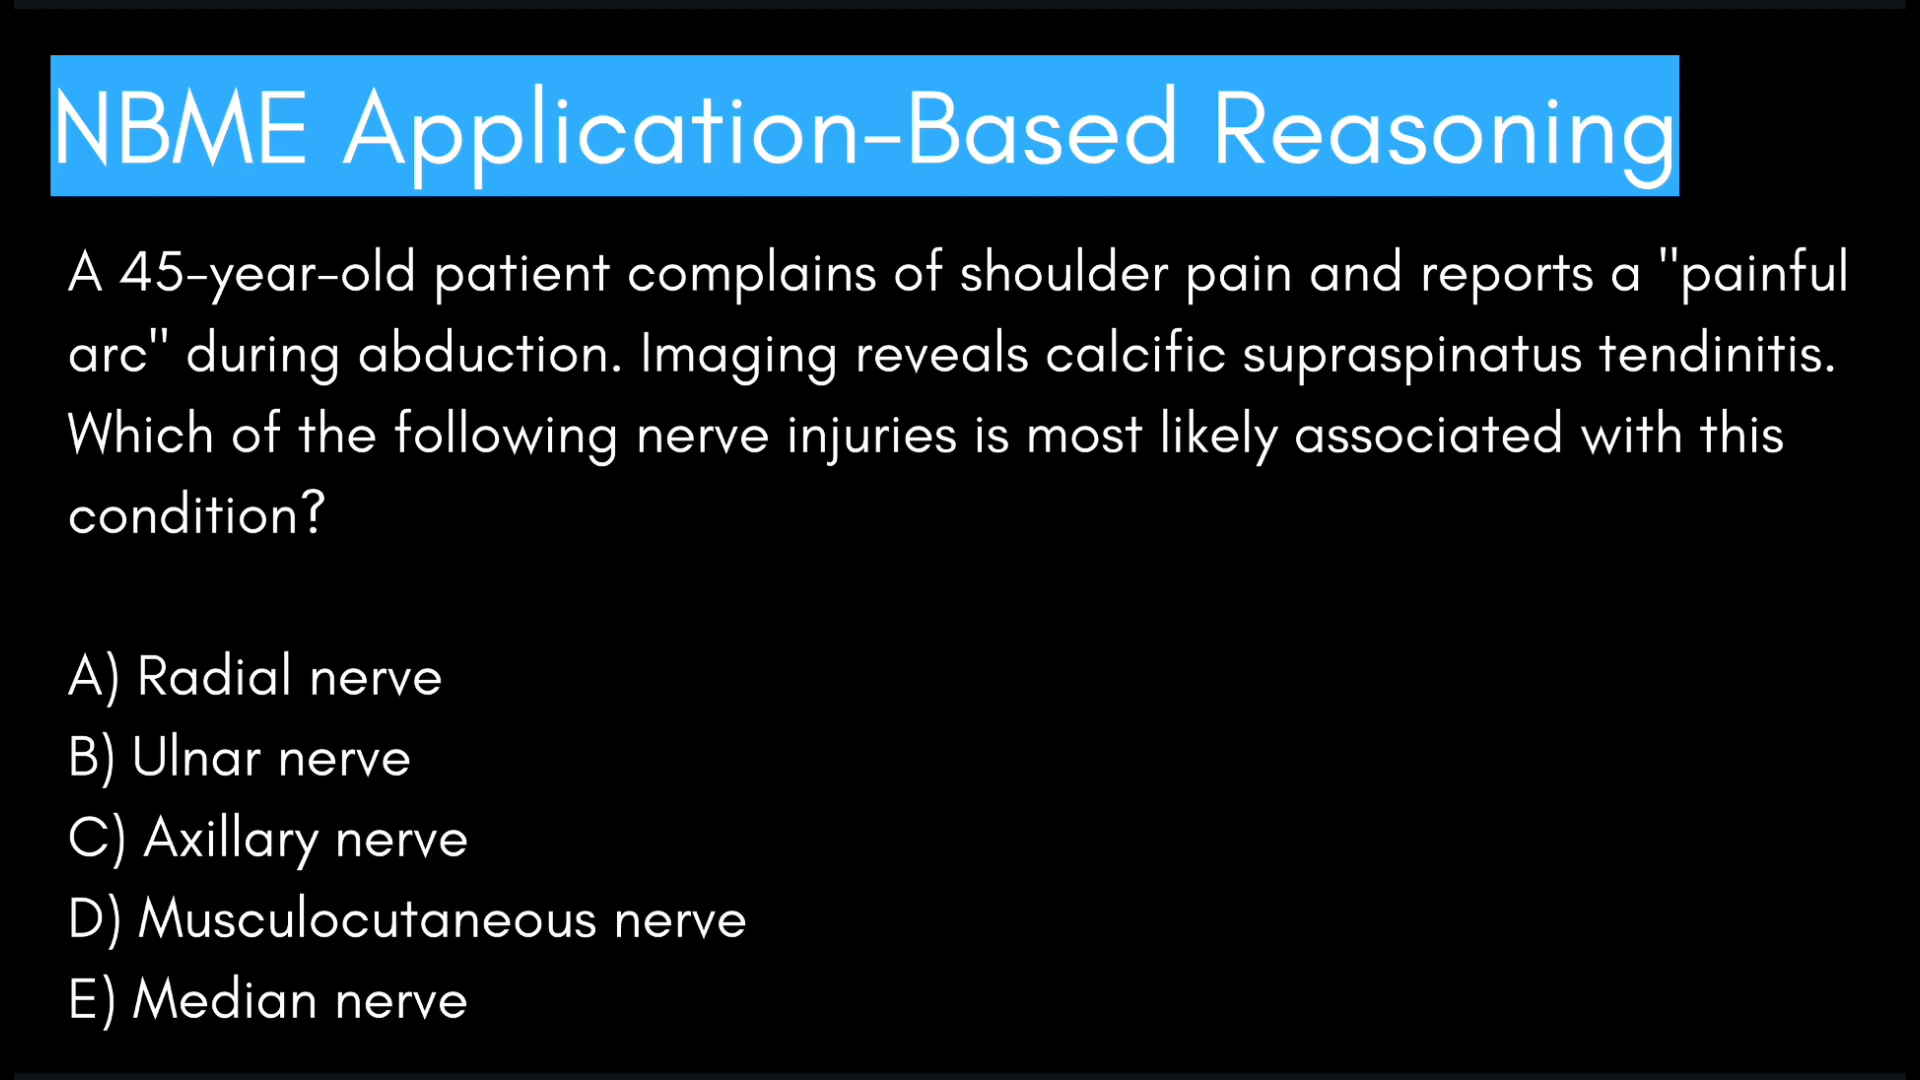 NBME Application-Based Reasoning
A 45-year-old patient complains of shoulder pain and reports a "painful
arc" during abduction. Imaging reveals calcific supraspinatus tendinitis.
Which of the following nerve injuries is most likely associated with this
condition?
A) Radial nerve
B) Ulnar nerve
C) Axillary nerve
D) Musculocutaneous nerve
E) Median nerve